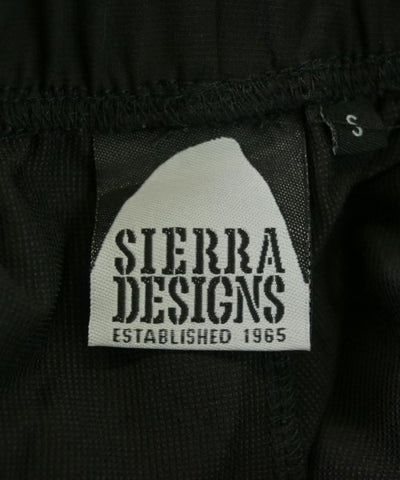 S
SIERRA
DESIGNS
ESTABLISHED 1965